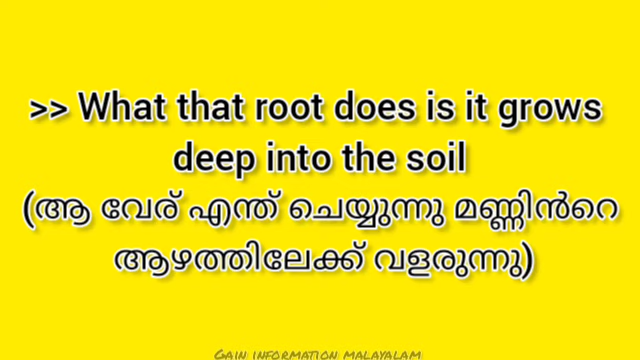 >> What that root does is it grows
deep into the soil
(ആ വേര് എന്ത് ചെയ്യുന്നു മണ്ണിൻറെ
ആഴത്തിലേക്ക് വളരുന്നു)
GAIN INFORMATION MALAYALAM